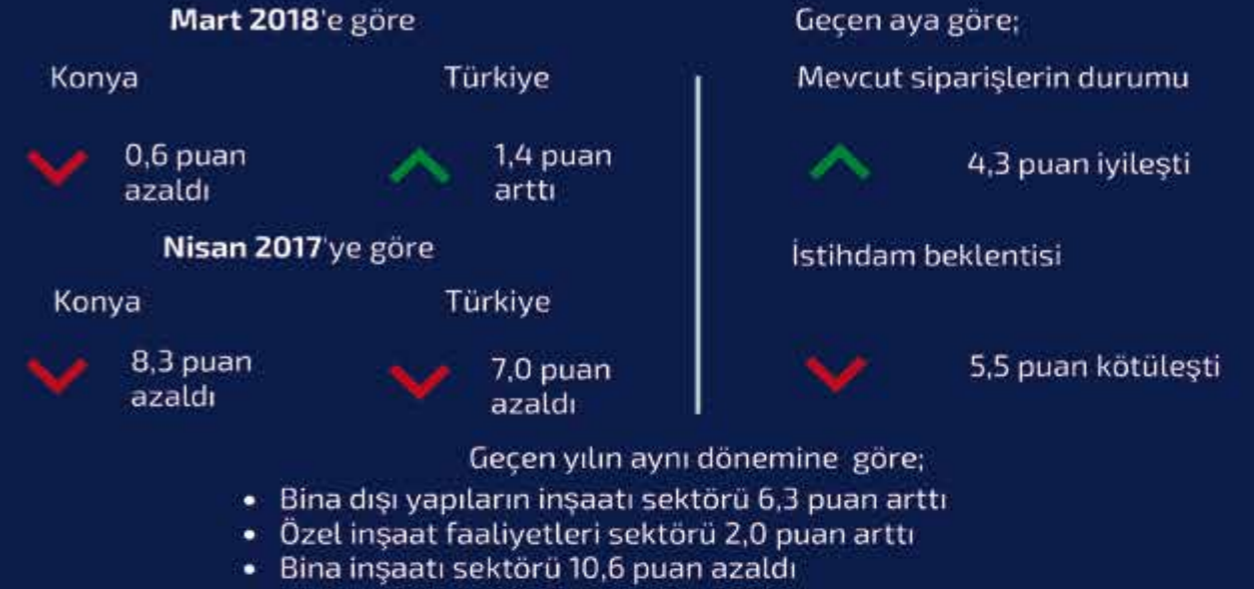 Mart 2018'e göre
Konya
Türkiye
0,6 puan
azaldı
1,4 puan
arttı
Nisan 2017'ye göre
Konya
Türkiye
8,3 puan
azaldı
7,0 puan
azaldı
Geçen aya göre;
Mevcut siparişlerin durumu
4,3 puan iyileşti
İstihdam beklentisi
5,5 puan kötüleşti
Geçen yılın aynı dönemine göre;
• Bina dışı yapıların inşaatı sektörü 6,3 puan arttı
• Özel inşaat faaliyetleri sektörü 2,0 puan arttı
• Bina inşaatı sektörü 10,6 puan azaldı